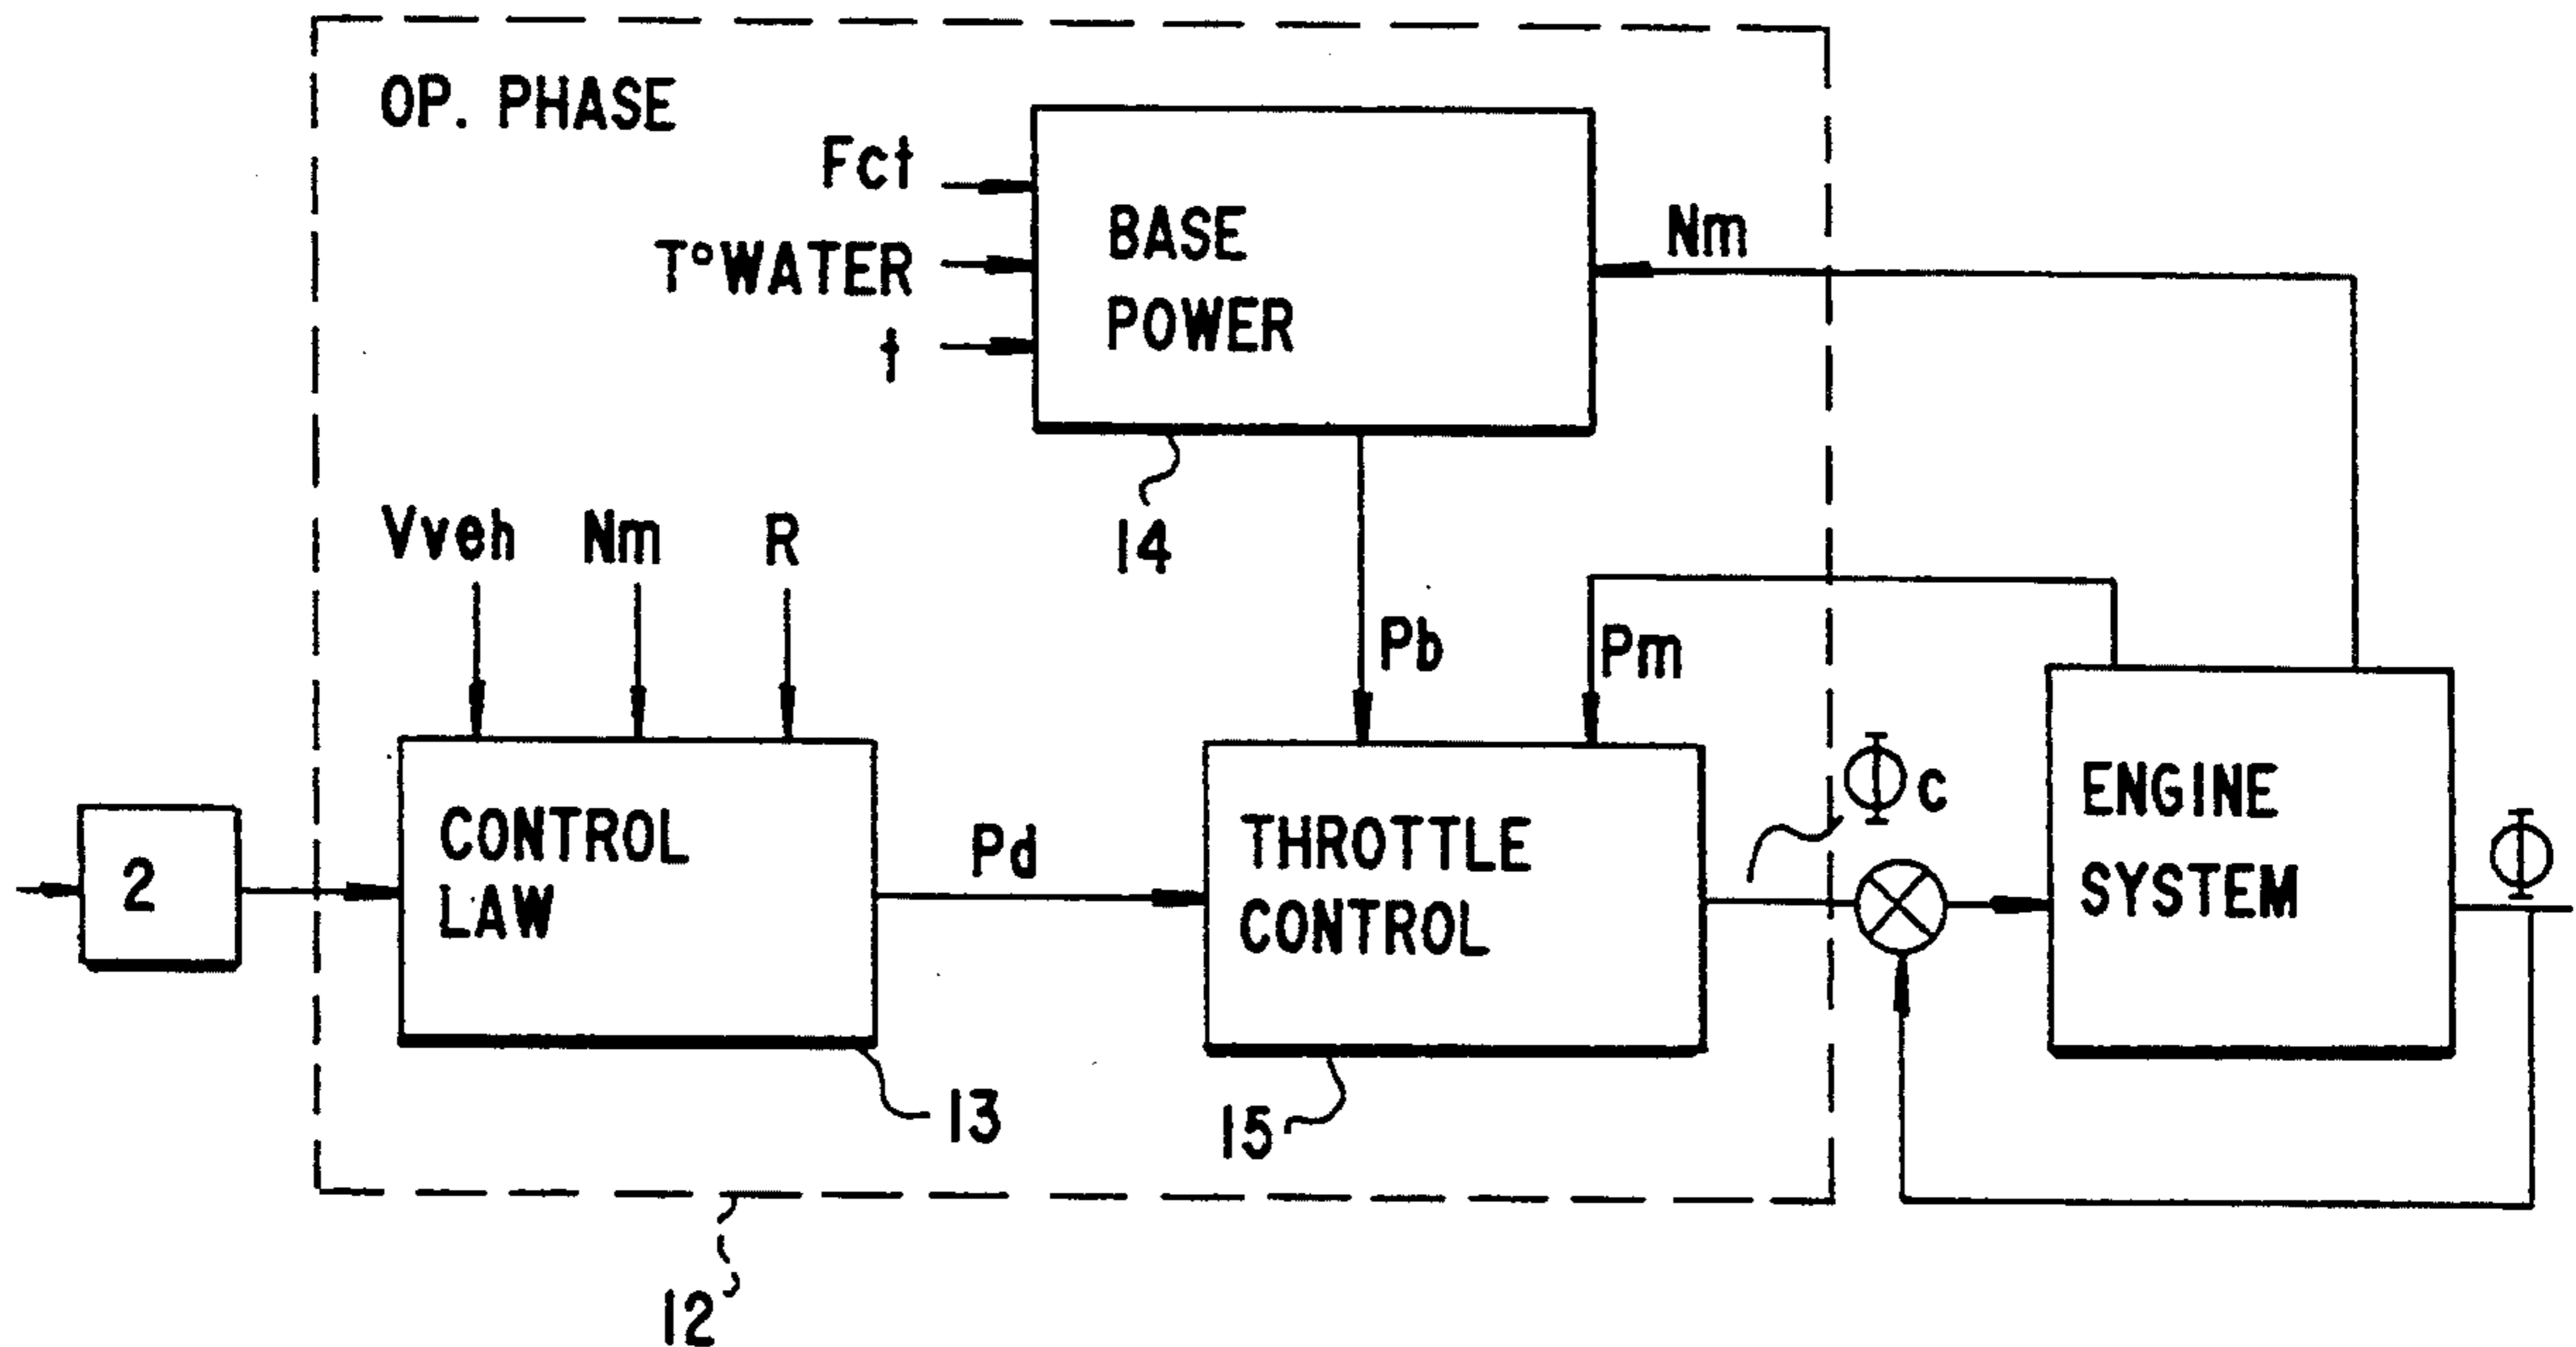 OP. PHASE
Fct
T°WATER
t
BASE
POWER
Nm
14
Vveh Nm R
Pb
Pm
2
CONTROL
LAW
Pd
THROTTLE
CONTROL
Φc
ENGINE
SYSTEM
Φ
13
15
12